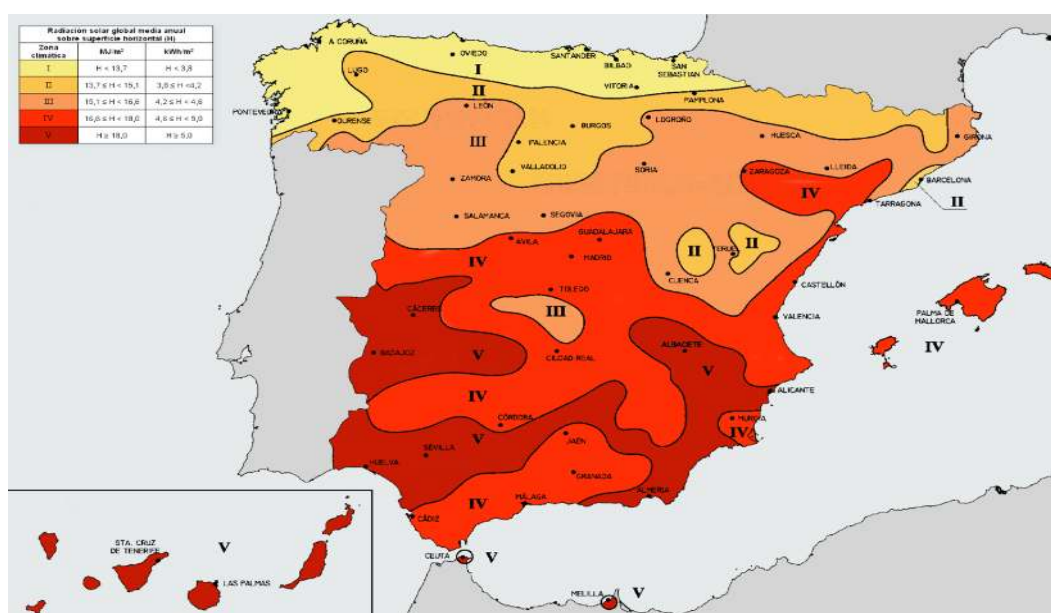 Radiación solar global media anual
sobre superficie horizontal (H)
Zona climática MJ/m² kWh/m²
I H < 13,7 H < 3,8
II 13,7 ≤ H < 15,1 3,8 ≤ H <4,2
III 15,1 ≤ H < 16,6 4,2 ≤ H < 4,6
IV 16,6 ≤ H < 18,0 4,6 ≤ H < 5,0
V H ≥ 18,0 H ≥ 5,0
A CORUÑA
OVIEDO
SANTANDER
BILBAO
SAN
SEBASTIAN
I
LUGO
VITORIA
II
PAMPLONA
PONTEVEDRA
OURENSE
LEÓN
LOGROÑO
BURGOS
HUESCA
GIRONA
III
PALENCIA
VALLADOLID
SORIA
ZARAGOZA
LLEIDA
ZAMORA
BARCELONA
IV
II
TARRAGONA
SALAMANCA
SEGOVIA
AVILA
GUADALAJARA
II
II
TERUEL
IV
MADRID
CUENCA
TOLEDO
CASTELLÓN
III
CÁCERES
VALENCIA
PALMA DE
MALLORCA
IV
BADAJOZ
V
CIUDAD REAL
ALBACETE
V
IV
ALICANTE
CÓRDOBA
MURCIA
IV
V
JAÉN
SEVILLA
HUELVA
GRANADA
ALMERIA
IV
MÁLAGA
CÁDIZ
STA. CRUZ
DE TENERIFE
V
CEUTA
V
LAS PALMAS
MELILLA
V